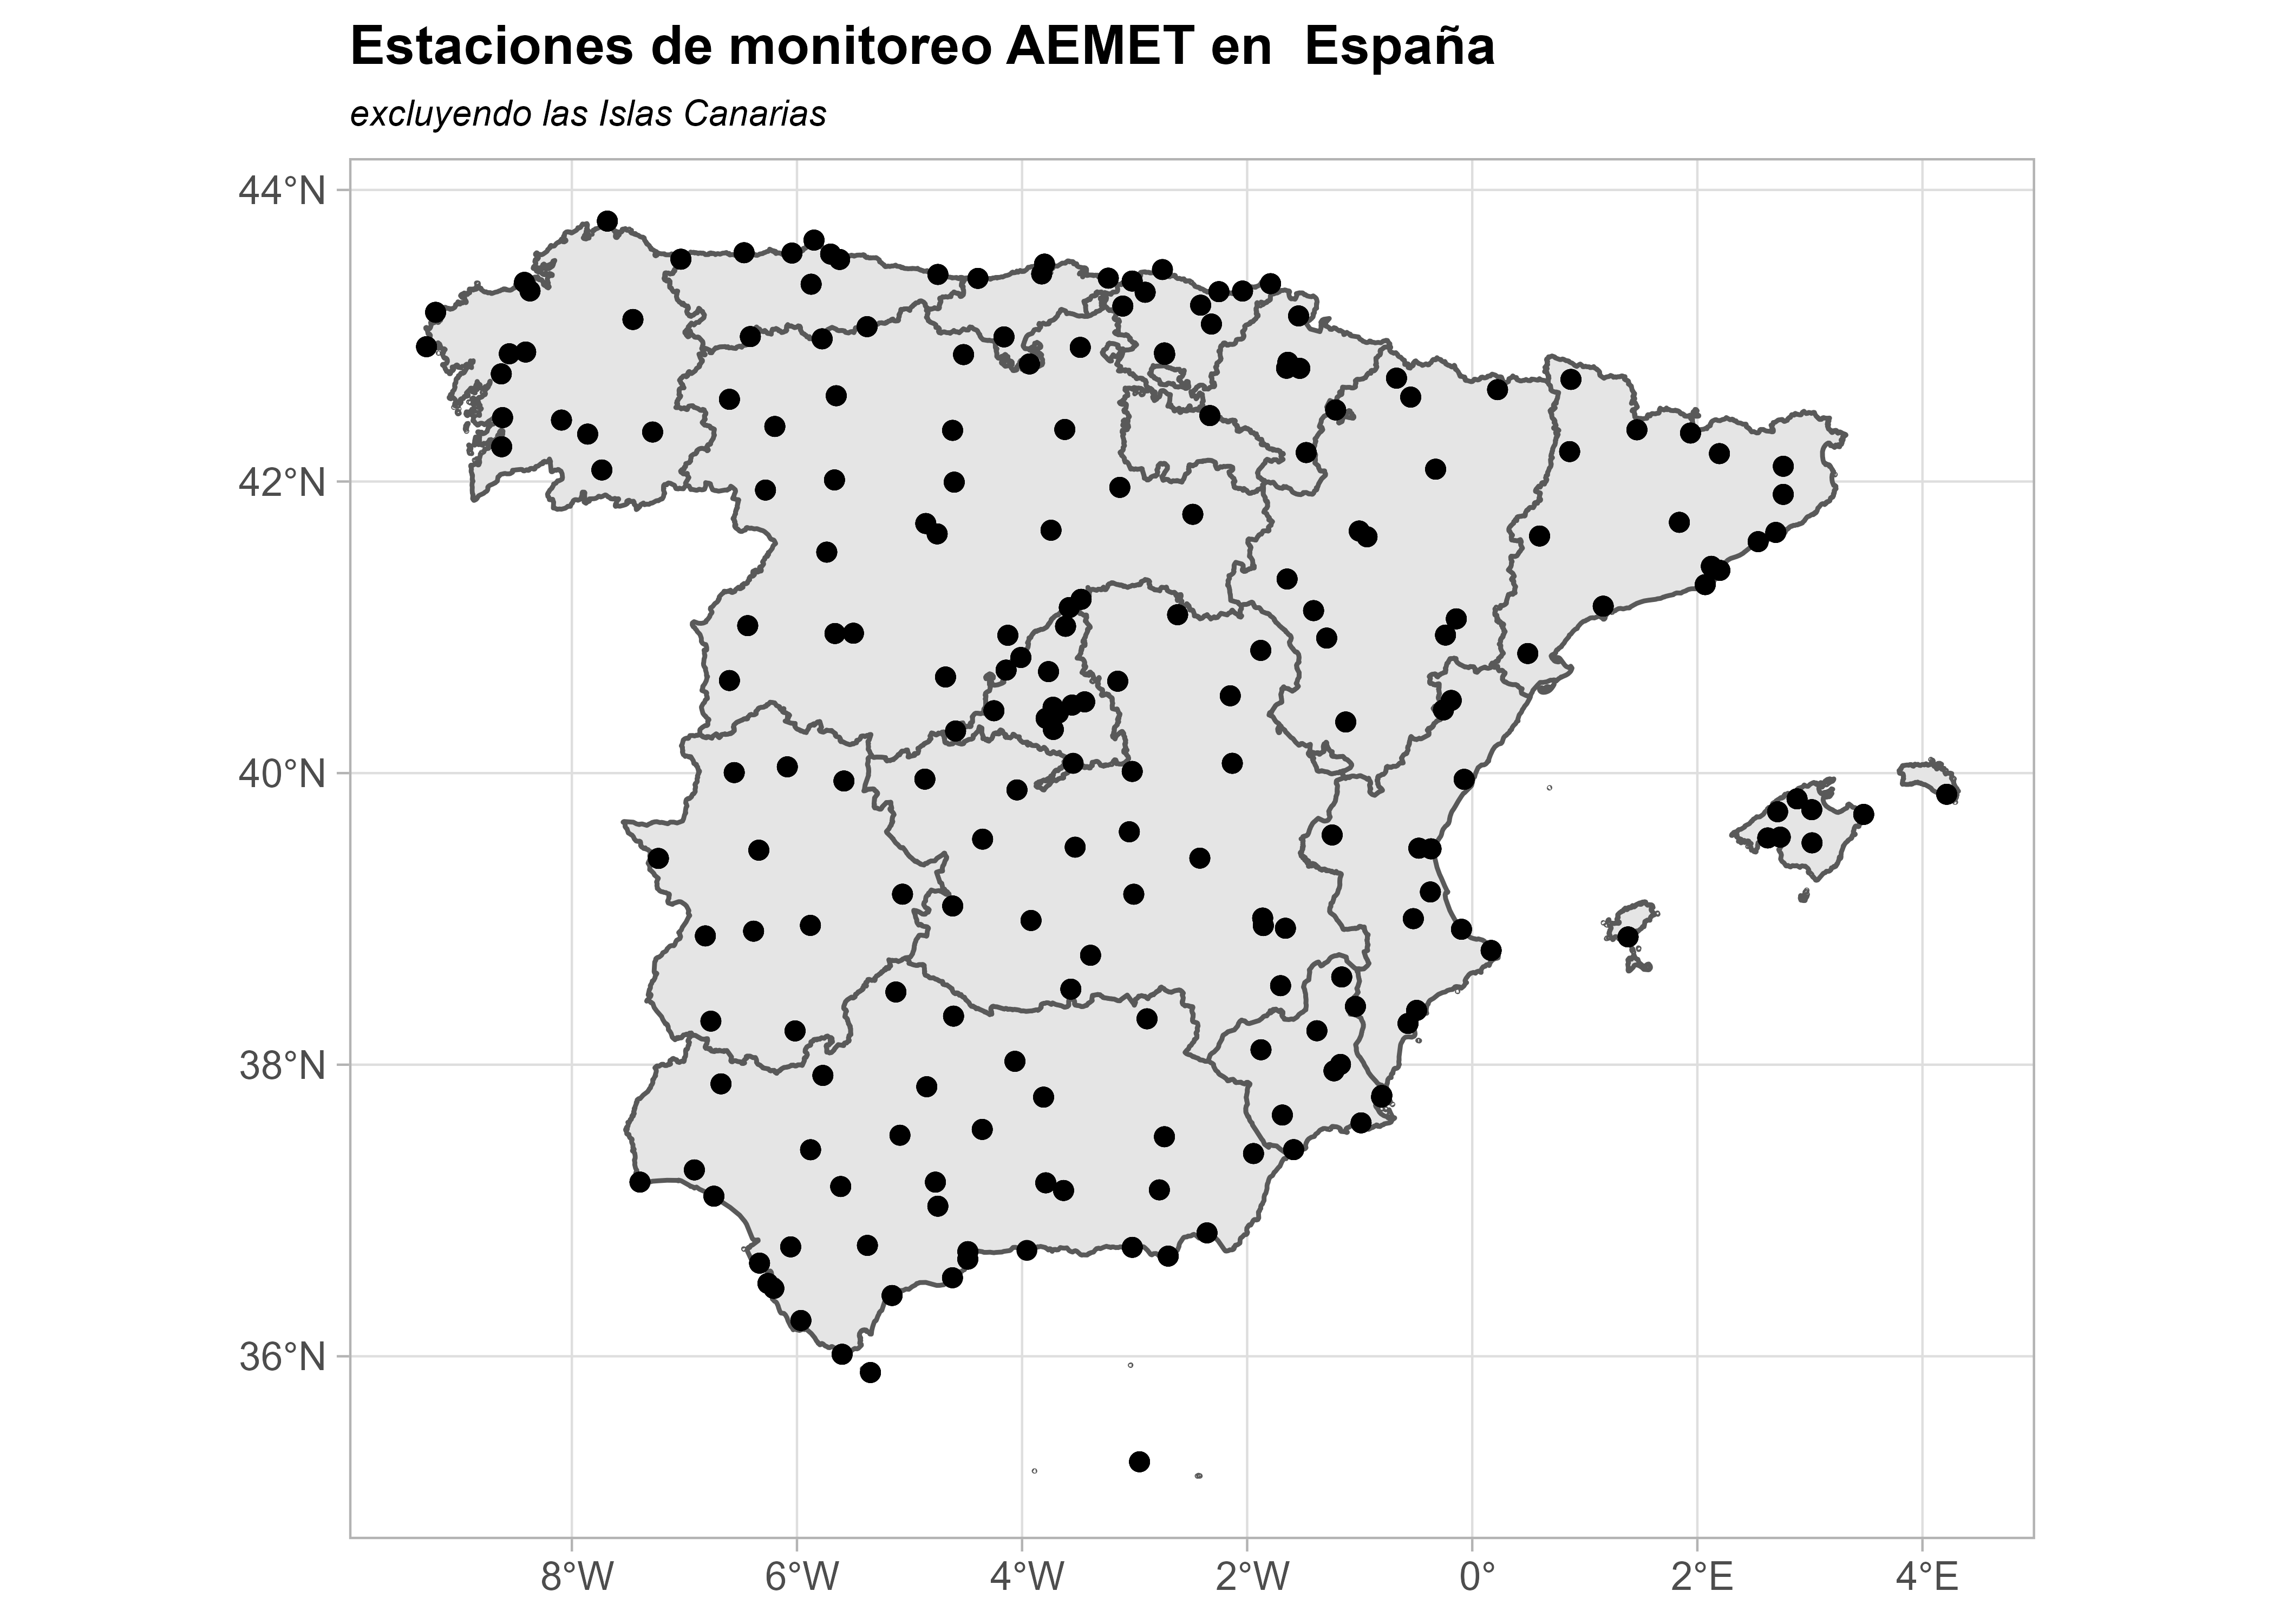 Estaciones de monitoreo AEMET en  España
excluyendo las Islas Canarias
44°N
42°N
40°N
38°N
36°N
8°W 6°W 4°W 2°W 0° 2°E 4°E